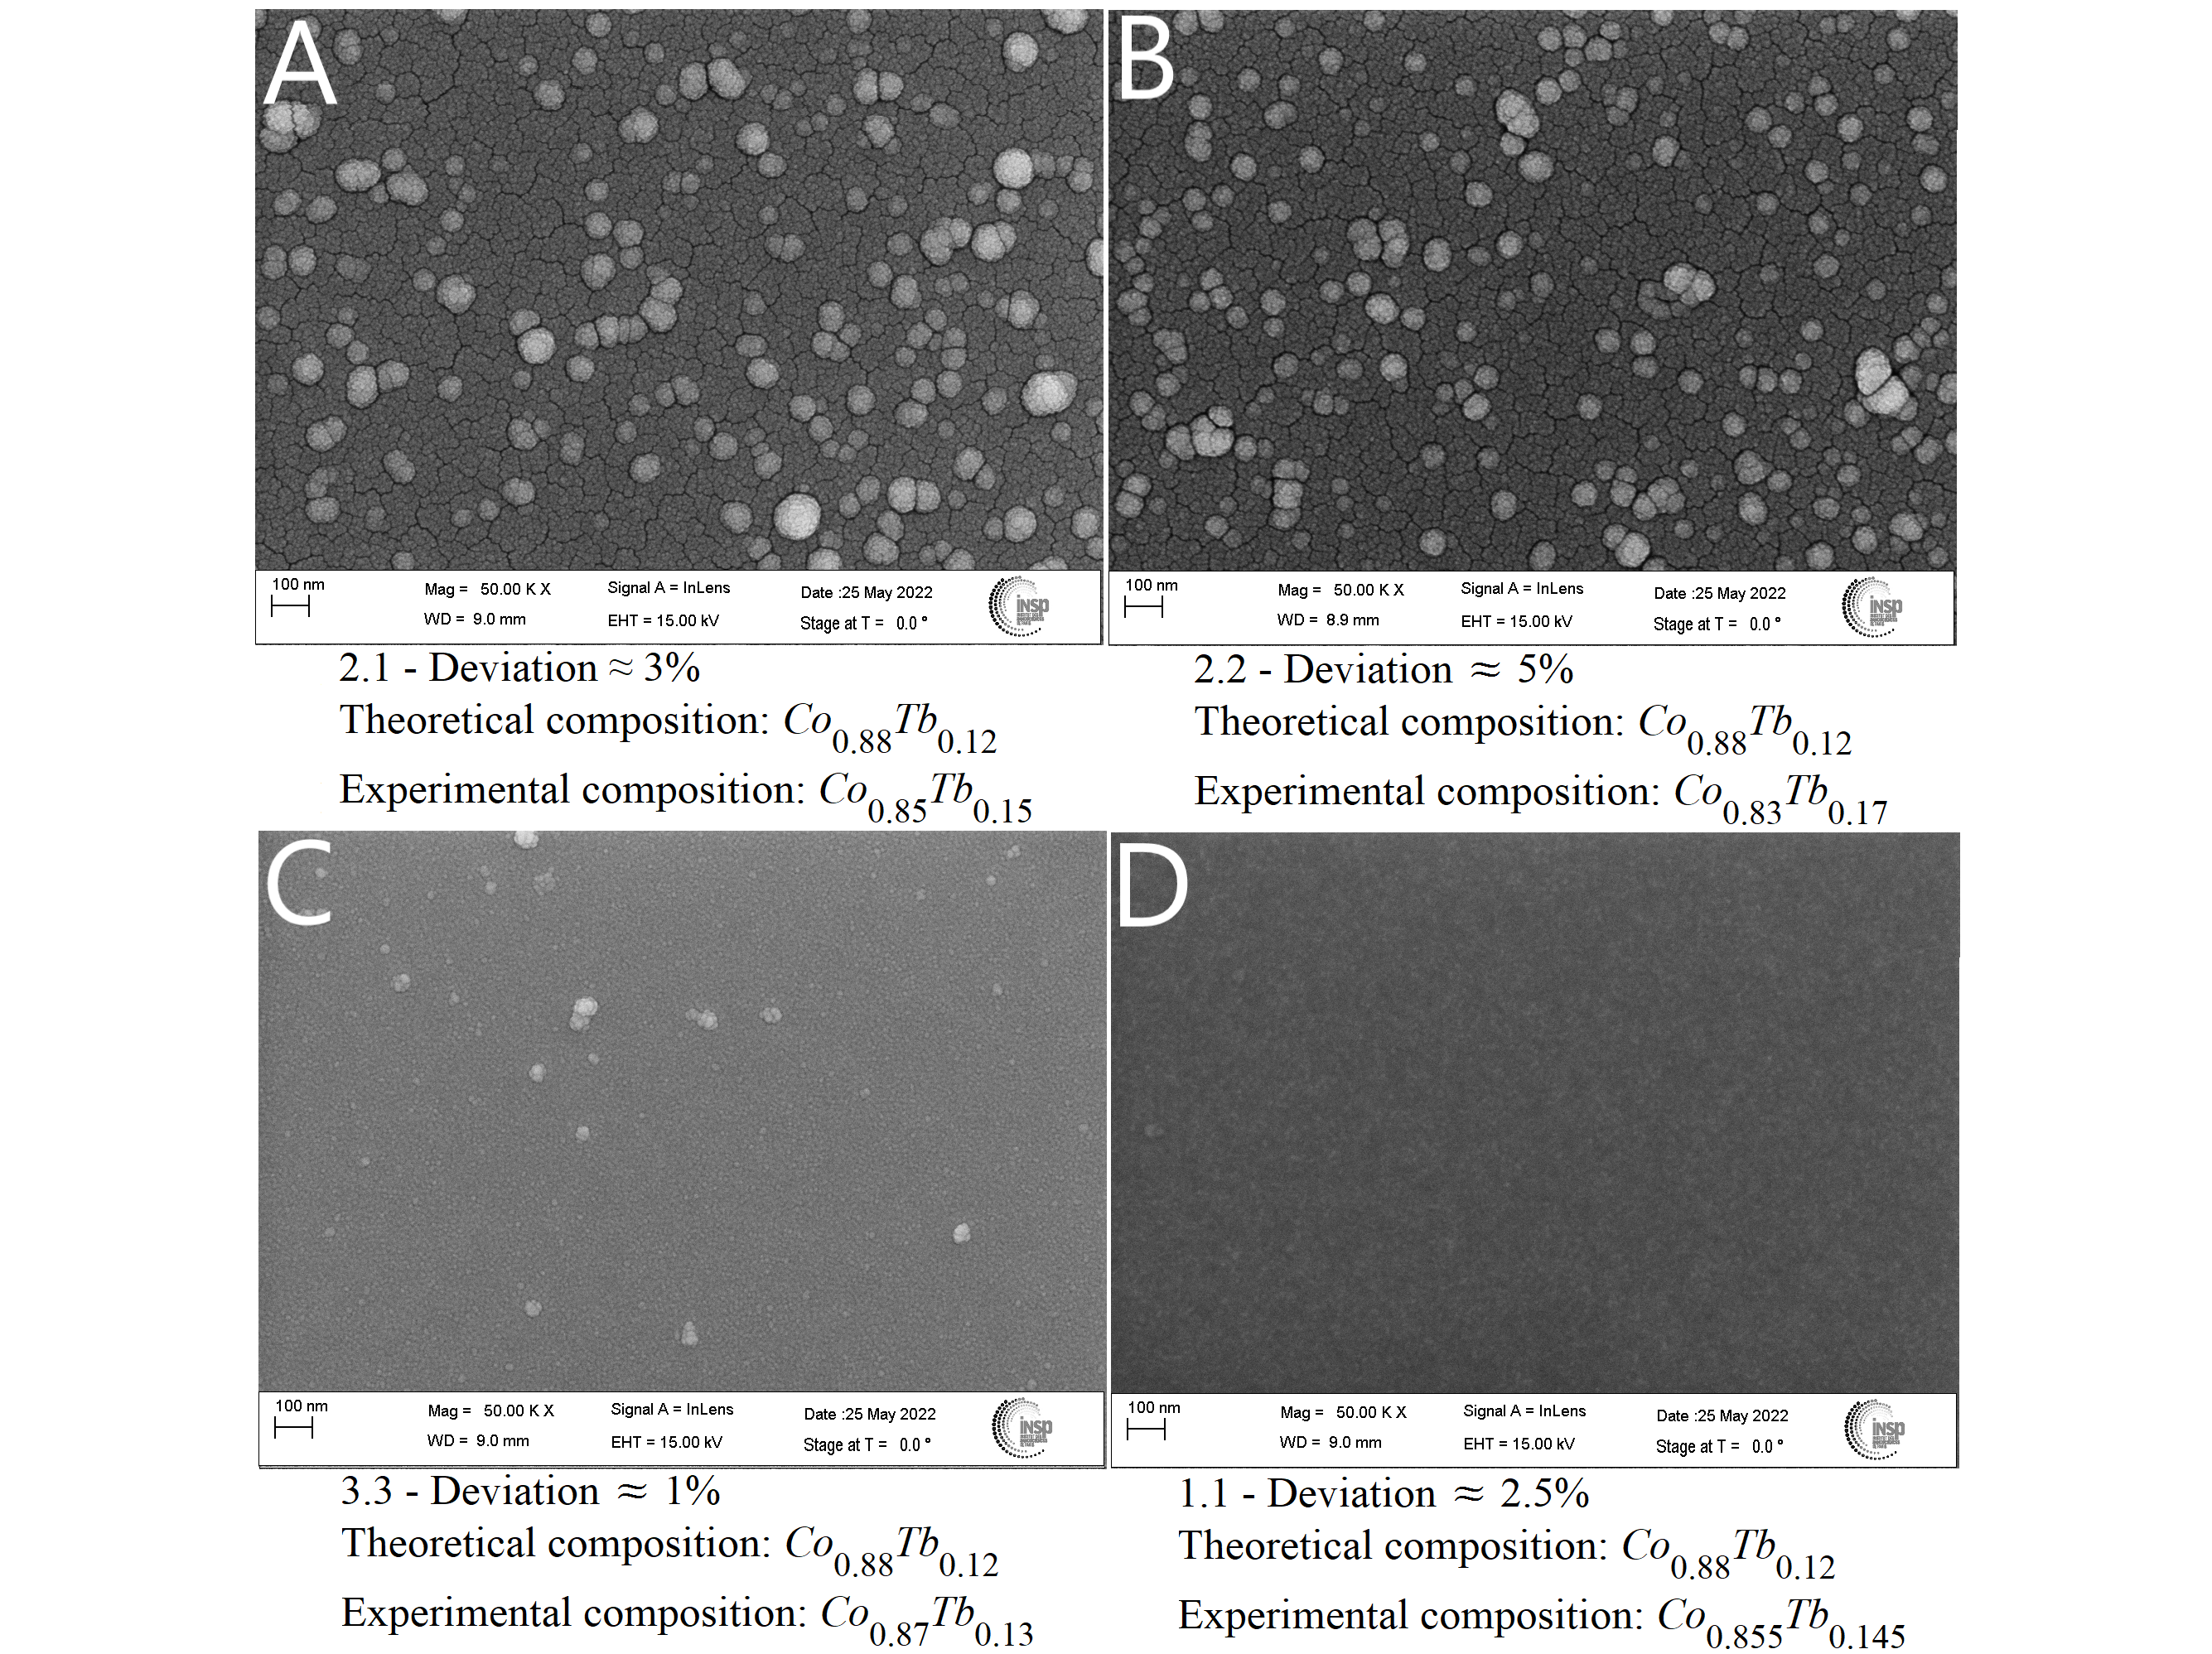 A
B
100 nm
Mag = 50.00 K X
Signal A = InLens
Date :25 May 2022
WD = 9.0 mm
EHT = 15.00 kV
Stage at T = 0.0 °
insp
100 nm
Mag = 50.00 K X
Signal A = InLens
Date :25 May 2022
WD = 8.9 mm
EHT = 15.00 kV
Stage at T = 0.0 °
insp
2.1 - Deviation ≈ 3%
Theoretical composition: Co0.88Tb0.12
Experimental composition: Co0.85Tb0.15
2.2 - Deviation ≈ 5%
Theoretical composition: Co0.88Tb0.12
Experimental composition: Co0.83Tb0.17
C
D
100 nm
Mag = 50.00 K X
Signal A = InLens
Date :25 May 2022
WD = 9.0 mm
EHT = 15.00 kV
Stage at T = 0.0 °
insp
100 nm
Mag = 50.00 K X
Signal A = InLens
Date :25 May 2022
WD = 9.0 mm
EHT = 15.00 kV
Stage at T = 0.0 °
insp
3.3 - Deviation ≈ 1%
Theoretical composition: Co0.88Tb0.12
Experimental composition: Co0.87Tb0.13
1.1 - Deviation ≈ 2.5%
Theoretical composition: Co0.88Tb0.12
Experimental composition: Co0.855Tb0.145